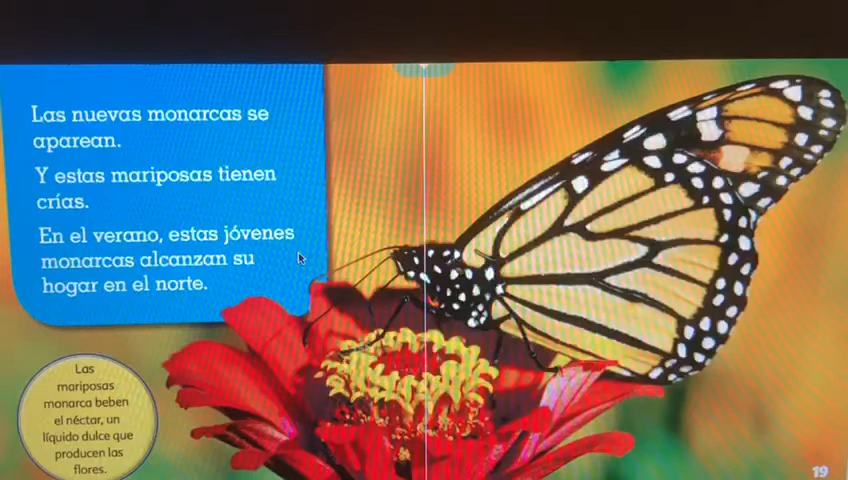 Las nuevas monarcas se
aparean.
Y estas mariposas tienen
crías.
En el verano, estas jóvenes
monarcas alcanzan su
hogar en el norte.
Las
mariposas
monarca beben
el néctar, un
líquido dulce que
producen las
flores.
19